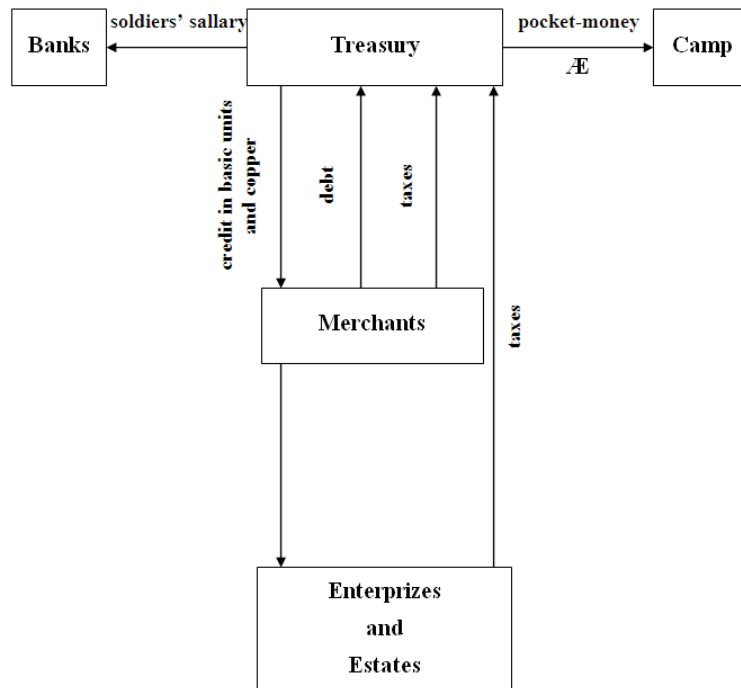 soldiers’ sallary
pocket-money
Banks
Treasury
Camp
Æ
credit in basic units
and copper
debt
taxes
taxes
Merchants
Enterprizes
and
Estates